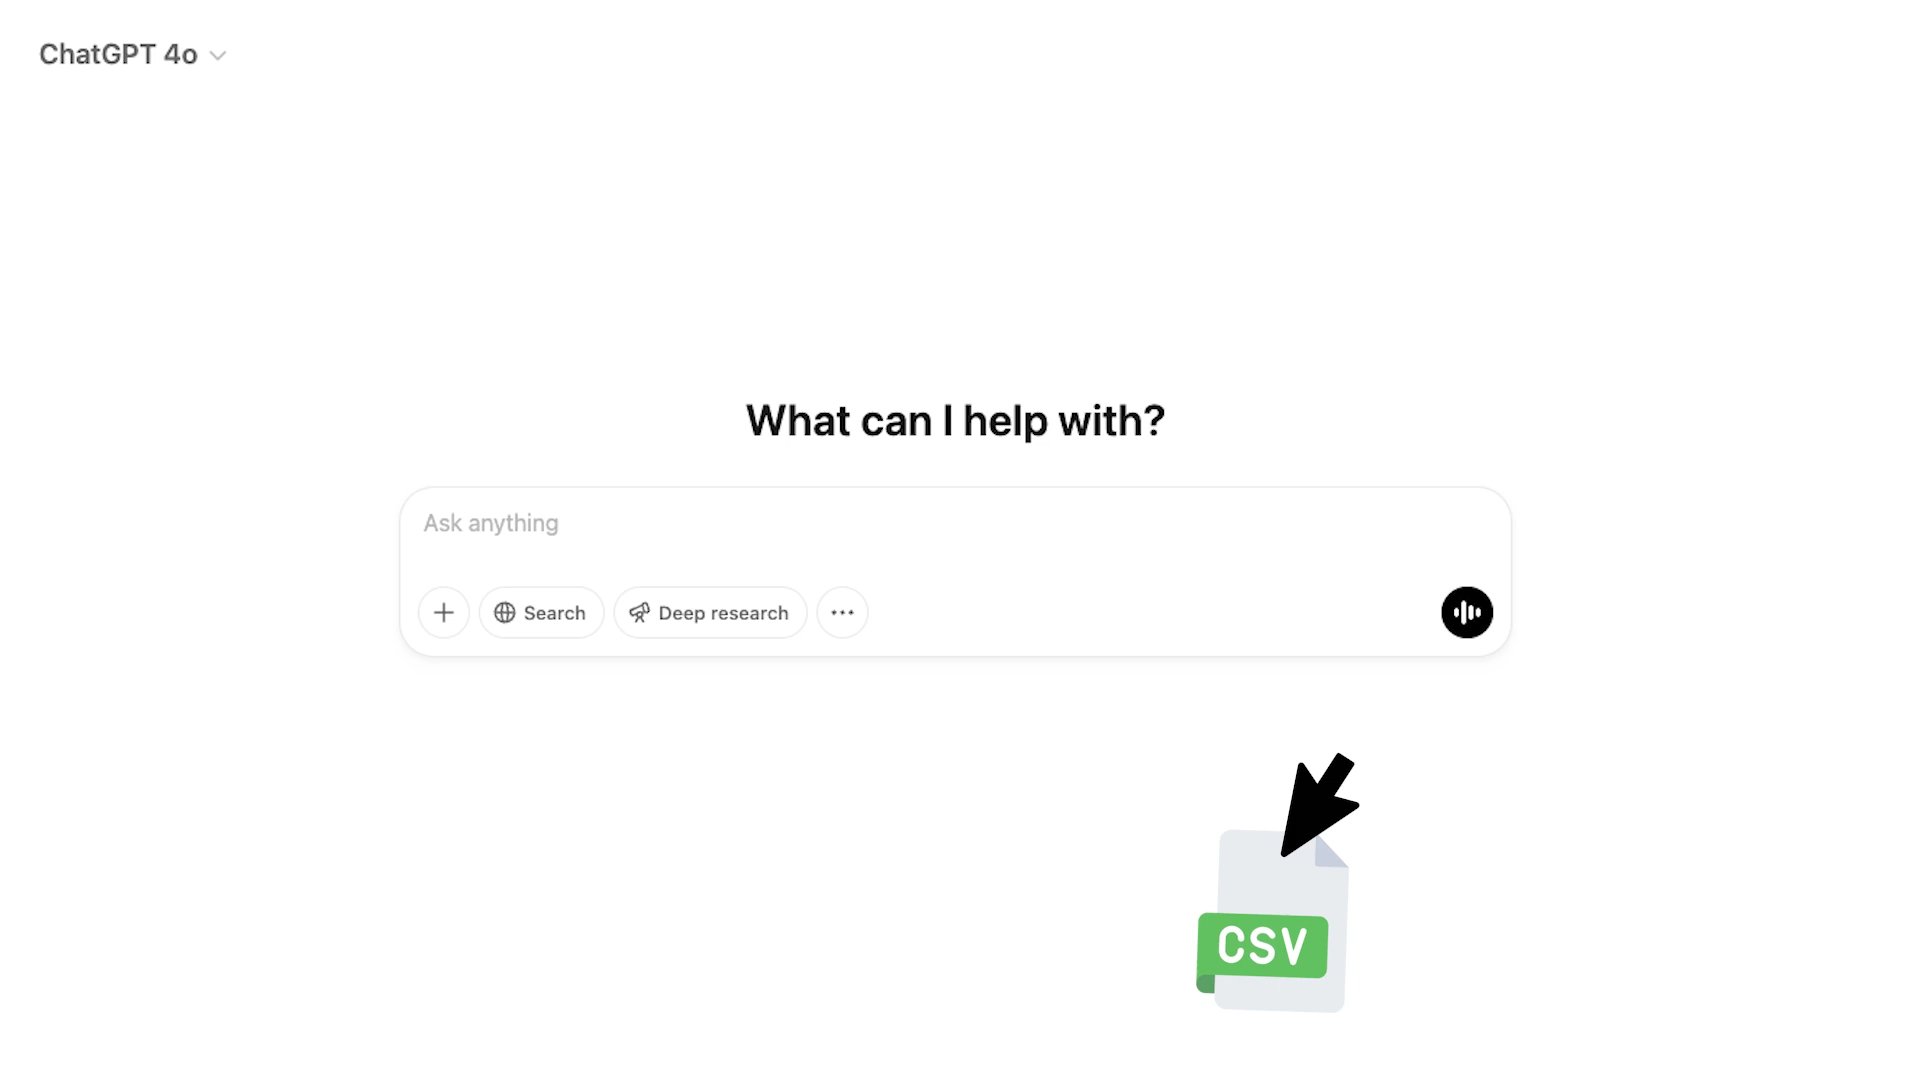 ChatGPT 4o
What can I help with?
Ask anything
Search
Deep research
CSV